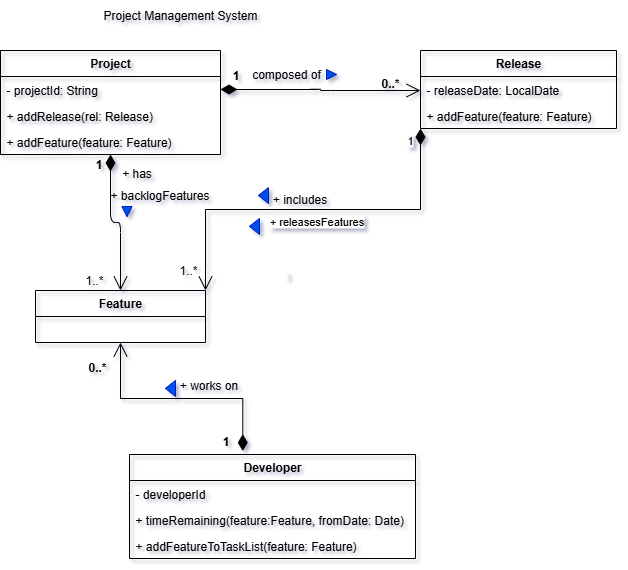 Project Management System
Project
- projectId: String
+ addRelease(rel: Release)
+ addFeature(feature: Feature)
1
composed of
0..*
Release
- releaseDate: LocalDate
+ addFeature(feature: Feature)
1
+ has
+ backlogFeatures
1
+ includes
+ releasesFeatures
1..*
1..*
Feature
0..*
+ works on
1
Developer
- developerId
+ timeRemaining(feature:Feature, fromDate: Date)
+ addFeatureToTaskList(feature: Feature)